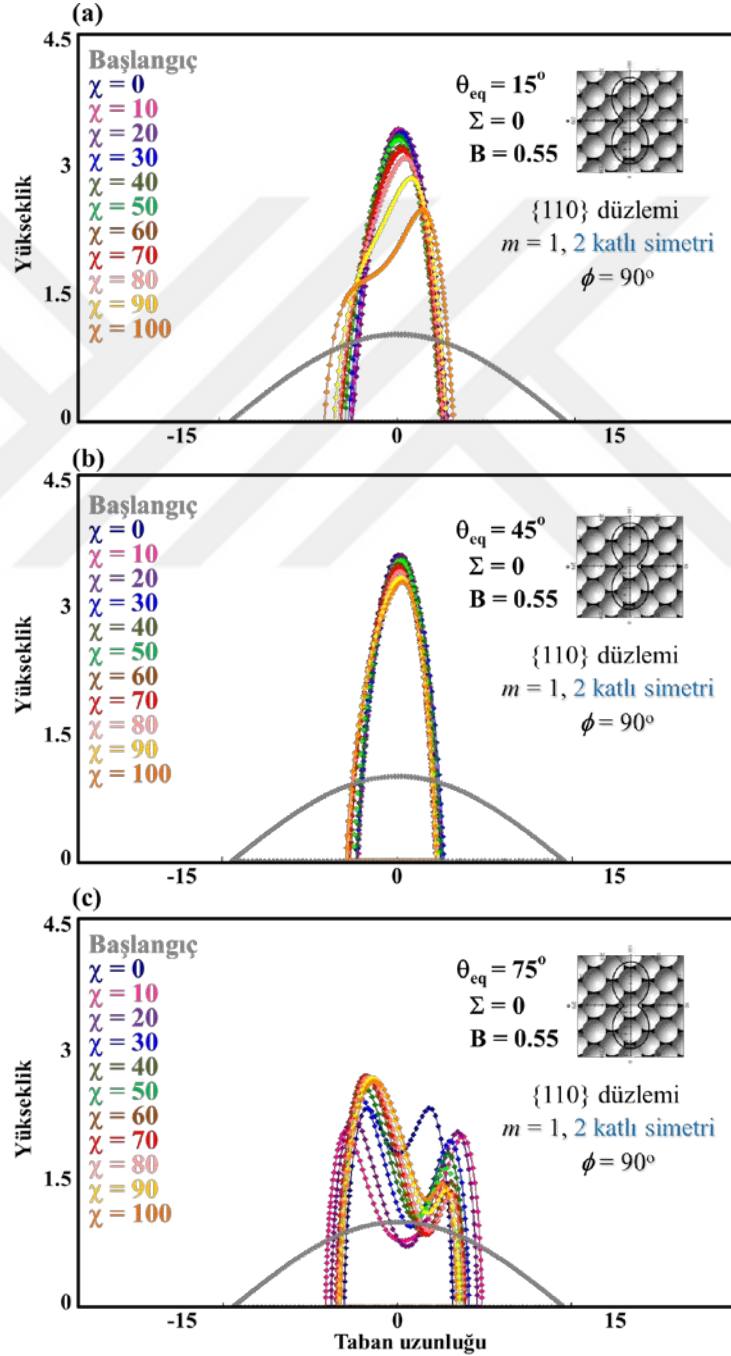 (a)
4.5
3
1.5
0
Yükseklik
Başlangıç
χ = 0
χ = 10
χ = 20
χ = 30
χ = 40
χ = 50
χ = 60
χ = 70
χ = 80
χ = 90
χ = 100
θeq = 15°
Σ = 0
B = 0.55
{110} düzlemi
m = 1, 2 katlı simetri
ϕ = 90°
-15 0 15
(b)
4.5
3
1.5
0
Yükseklik
Başlangıç
χ = 0
χ = 10
χ = 20
χ = 30
χ = 40
χ = 50
χ = 60
χ = 70
χ = 80
χ = 90
χ = 100
θeq = 45°
Σ = 0
B = 0.55
{110} düzlemi
m = 1, 2 katlı simetri
ϕ = 90°
-15 0 15
(c)
4.5
3
1.5
0
Yükseklik
Başlangıç
χ = 0
χ = 10
χ = 20
χ = 30
χ = 40
χ = 50
χ = 60
χ = 70
χ = 80
χ = 90
χ = 100
θeq = 75°
Σ = 0
B = 0.55
{110} düzlemi
m = 1, 2 katlı simetri
ϕ = 90°
-15 0 15
Taban uzunluğu